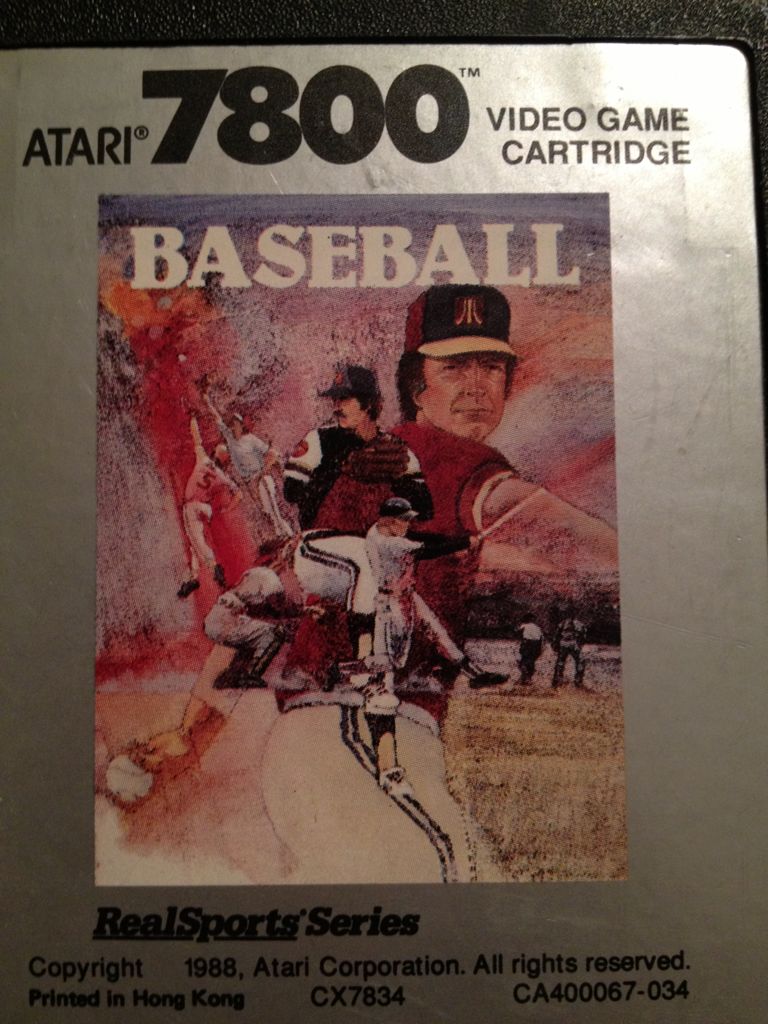 ATARI® 7800™ VIDEO GAME
CARTRIDGE
BASEBALL
RealSports® Series
Copyright 1988, Atari Corporation. All rights reserved.
Printed in Hong Kong CX7834 CA400067-034